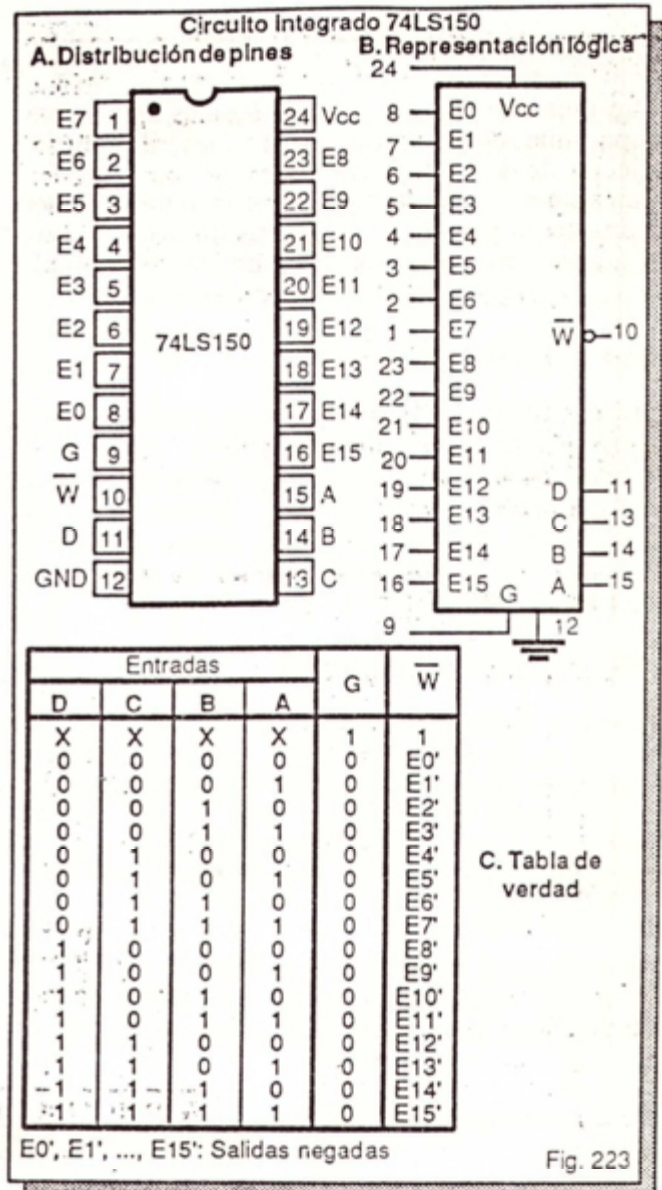 Circuito Integrado 74LS150
A. Distribución de pines
B. Representación lógica
E7 1
E6 2
E5 3
E4 4
E3 5
E2 6
E1 7
E0 8
G 9
W 10
D 11
GND 12
74LS150
24 Vcc
23 E8
22 E9
21 E10
20 E11
19 E12
18 E13
17 E14
16 E15
15 A
14 B
13 C
24
Vcc
8 E0
7 E1
6 E2
5 E3
4 E4
3 E5
2 E6
1 E7
23 E8
22 E9
21 E10
20 E11
19 E12
18 E13
17 E14
16 E15
W 10
D 11
C 13
B 14
A 15
9 G
12
Entradas G W
D C B A
X X X X 1 1
0 0 0 0 0 E0'
0 0 0 1 0 E1'
0 0 1 0 0 E2'
0 0 1 1 0 E3'
0 1 0 0 0 E4'
0 1 0 1 0 E5'
0 1 1 0 0 E6'
0 1 1 1 0 E7'
1 0 0 0 0 E8'
1 0 0 1 0 E9'
1 0 1 0 0 E10'
1 0 1 1 0 E11'
1 1 0 0 0 E12'
1 1 0 1 0 E13'
1 1 1 0 0 E14'
1 1 1 1 0 E15'
C. Tabla de
verdad
E0', E1', ..., E15': Salidas negadas
Fig. 223